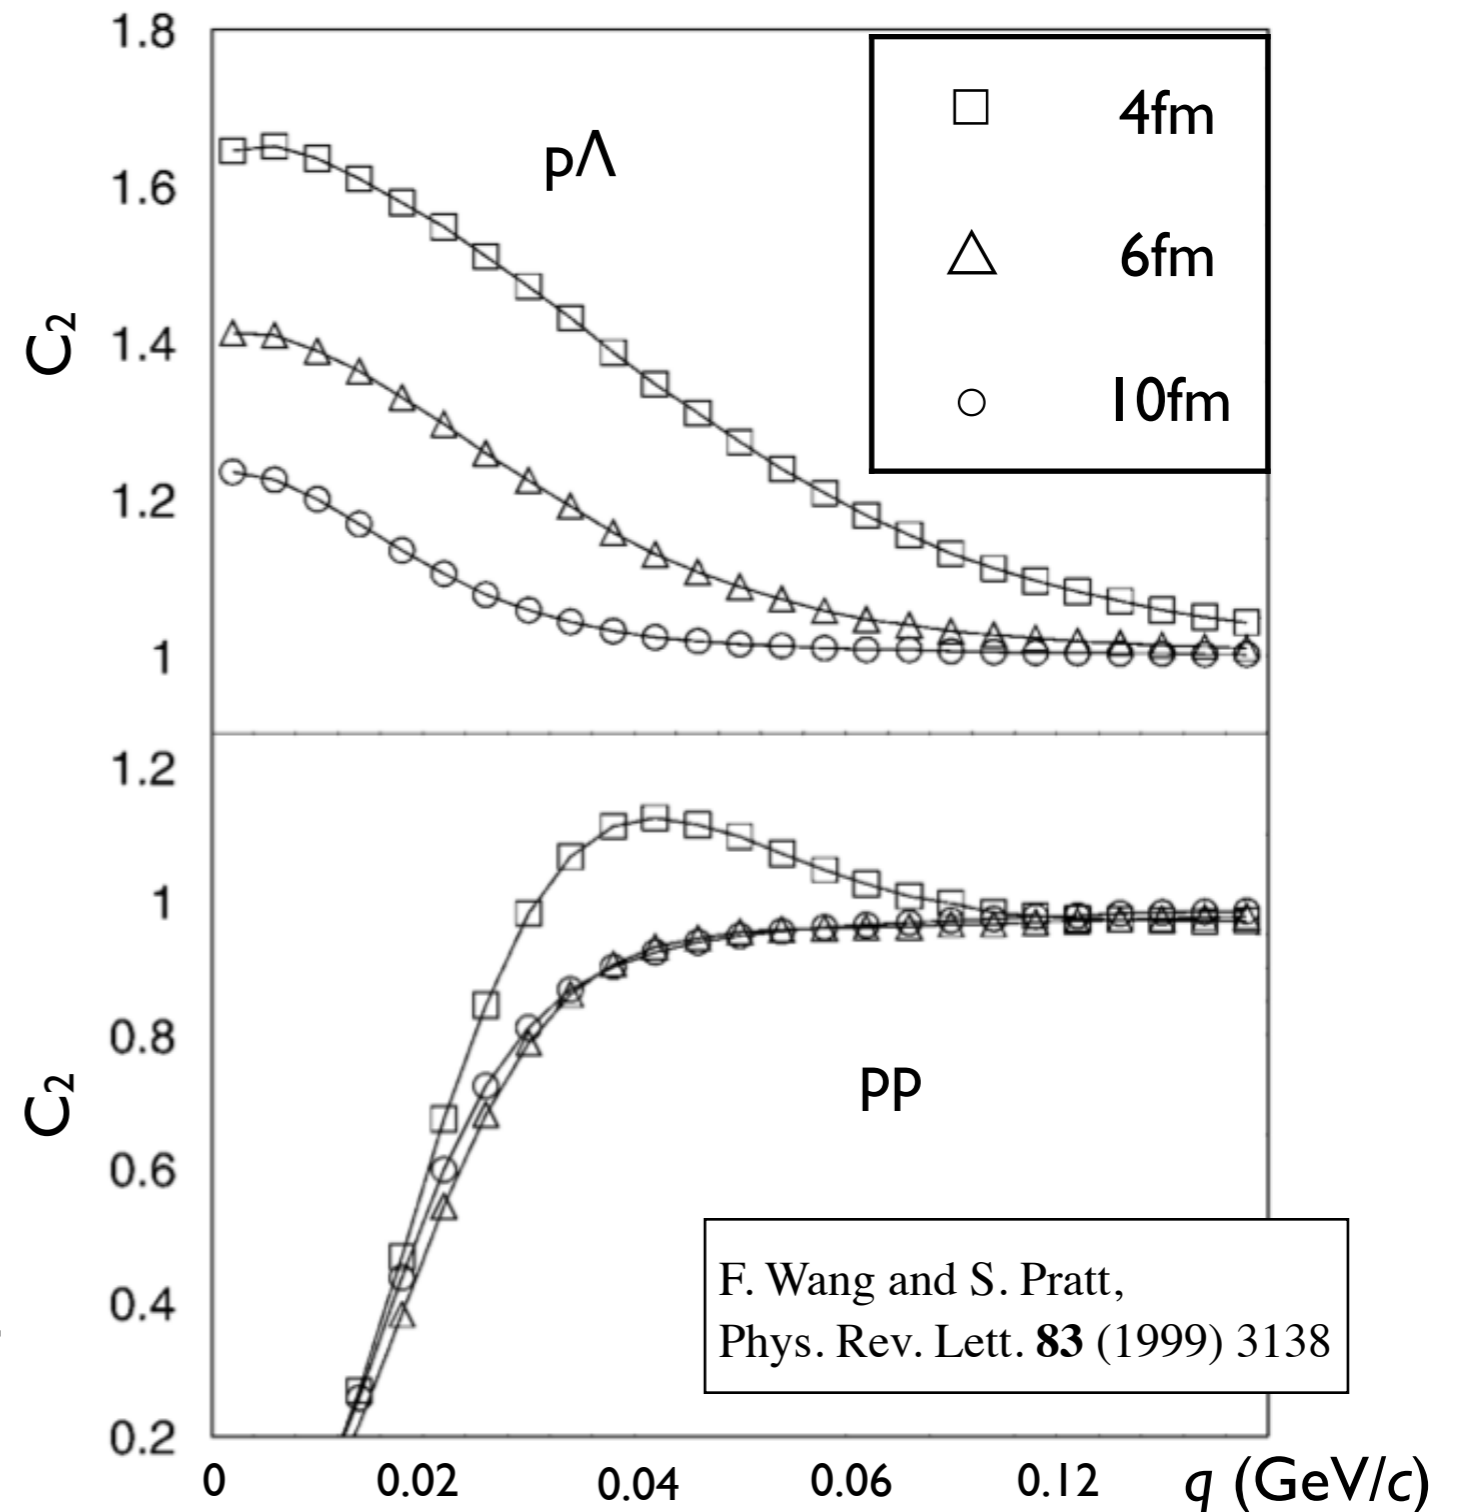 1.8
1.6
1.4
1.2
1
C₂
pΛ
4fm
6fm
10fm
1.2
1
0.8
0.6
0.4
0.2
C₂
pp
F. Wang and S. Pratt,
Phys. Rev. Lett. 83 (1999) 3138
0 0.02 0.04 0.06 0.12 q (GeV/c)